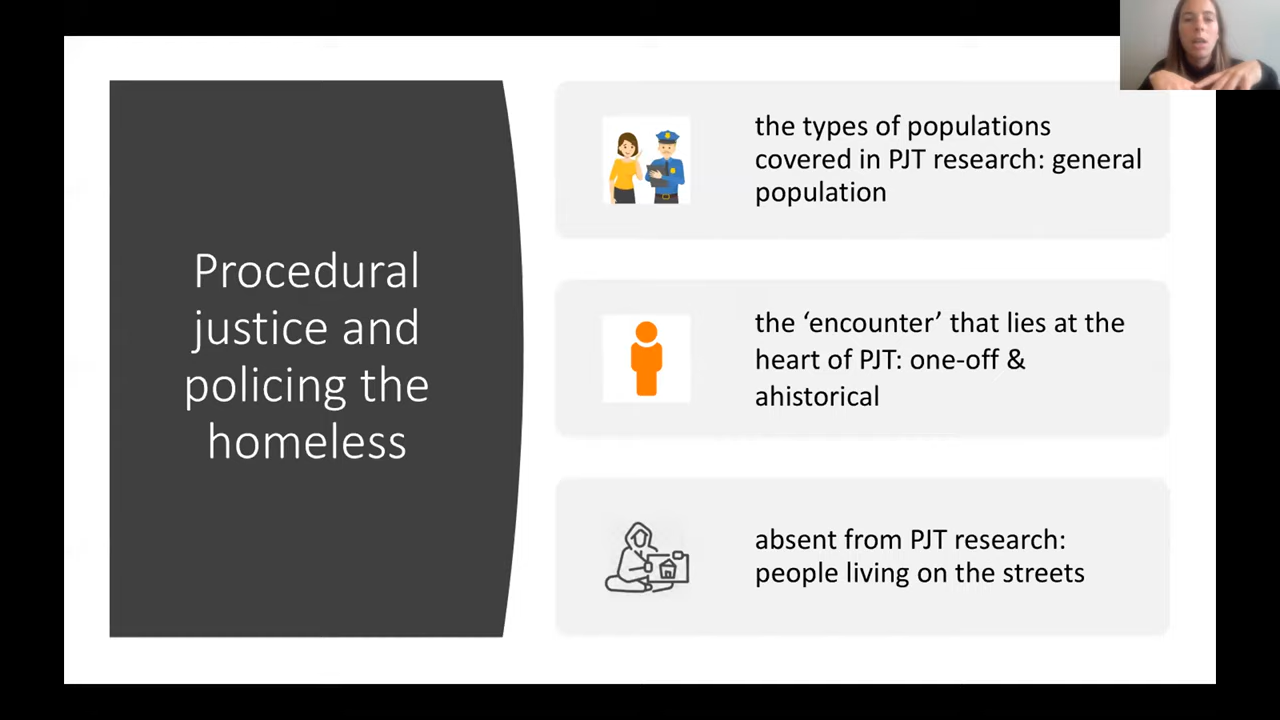 Procedural
justice and
policing the
homeless
the types of populations
covered in PJT research: general
population
the ‘encounter’ that lies at the
heart of PJT: one-off &
ahistorical
absent from PJT research:
people living on the streets